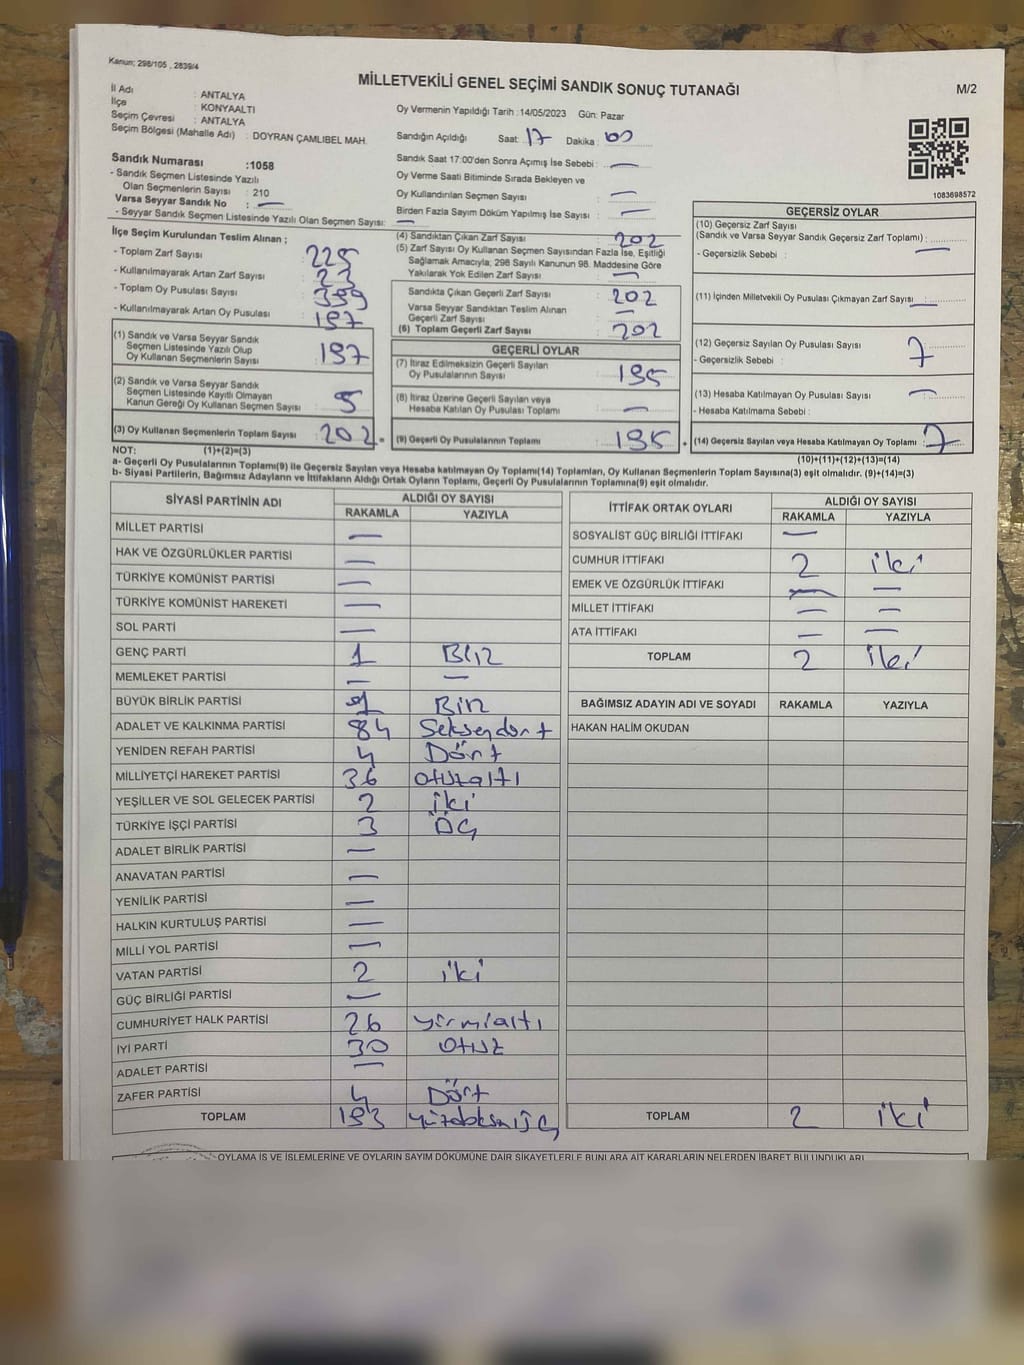 Kanun; 298/105 , 2839/4
MİLLETVEKİLİ GENEL SEÇİMİ SANDIK SONUÇ TUTANAĞI
M/2
İl Adı : ANTALYA
İlçe : KONYAALTI
Seçim Çevresi : ANTALYA
Seçim Bölgesi (Mahalle Adı) : DOYRAN ÇAMLIBEL MAH.
Sandık Numarası :1058
- Sandık Seçmen Listesinde Yazılı
Olan Seçmenlerin Sayısı : 210
Varsa Seyyar Sandık No : —
- Seyyar Sandık Seçmen Listesinde Yazılı Olan Seçmen Sayısı: —
Oy Vermenin Yapıldığı Tarih :14/05/2023 Gün: Pazar
Sandığın Açıldığı Saat: 17 Dakika: 00
Sandık Saat 17:00'den Sonra Açımış İse Sebebi : —
Oy Verme Saati Bitiminde Sırada Bekleyen ve
Oy Kullandırılan Seçmen Sayısı : —
Birden Fazla Sayım Döküm Yapılmış İse Sayısı : —
1083698572
İlçe Seçim Kurulundan Teslim Alınan ;
- Toplam Zarf Sayısı : 225
- Kullanılmayarak Artan Zarf Sayısı : 23
- Toplam Oy Pusulası Sayısı : 399
- Kullanılmayarak Artan Oy Pusulası : 197
(1) Sandık ve Varsa Seyyar Sandık
Seçmen Listesinde Yazılı Olup
Oy Kullanan Seçmenlerin Sayısı : 197
(2) Sandık ve Varsa Seyyar Sandık
Seçmen Listesinde Kayıtlı Olmayan
Kanun Gereği Oy Kullanan Seçmen Sayısı : 5
(3) Oy Kullanan Seçmenlerin Toplam Sayısı : 202 =
(4) Sandıktan Çıkan Zarf Sayısı : 202
(5) Zarf Sayısı Oy Kullanan Seçmen Sayısından Fazla İse, Eşitliği
Sağlamak Amacıyla; 298 Sayılı Kanunun 98. Maddesine Göre
Yakılarak Yok Edilen Zarf Sayısı : —
Sandıkta Çıkan Geçerli Zarf Sayısı : 202
Varsa Seyyar Sandıktan Teslim Alınan
Geçerli Zarf Sayısı : —
(6) Toplam Geçerli Zarf Sayısı : 202
GEÇERLİ OYLAR
(7) İtiraz Edilmeksizin Geçerli Sayılan
Oy Pusulalarının Sayısı : 195
(8) İtiraz Üzerine Geçerli Sayılan veya
Hesaba Katılan Oy Pusulası Toplamı : —
(9) Geçerli Oy Pusulalarının Toplamı : 195 +
GEÇERSİZ OYLAR
(10) Geçersiz Zarf Sayısı
(Sandık ve Varsa Seyyar Sandık Geçersiz Zarf Toplamı) :
- Geçersizlik Sebebi : —
(11) İçinden Milletvekili Oy Pusulası Çıkmayan Zarf Sayısı : —
(12) Geçersiz Sayılan Oy Pusulası Sayısı : 7
- Geçersizlik Sebebi :
(13) Hesaba Katılmayan Oy Pusulası Sayısı : —
- Hesaba Katılmama Sebebi :
(14) Geçersiz Sayılan veya Hesaba Katılmayan Oy Toplamı : 7
NOT: (1)+(2)=(3)
(10)+(11)+(12)+(13)=(14)
a- Geçerli Oy Pusulalarının Toplamı(9) ile Geçersiz Sayılan veya Hesaba katılmayan Oy Toplamı(14) Toplamları, Oy Kullanan Seçmenlerin Toplam Sayısına(3) eşit olmalıdır. (9)+(14)=(3)
b- Siyasi Partilerin, Bağımsız Adayların ve İttifakların Aldığı Ortak Oyların Toplamı, Geçerli Oy Pusulalarının Toplamına(9) eşit olmalıdır.
SİYASİ PARTİNİN ADI ALDIĞI OY SAYISI
RAKAMLA YAZIYLA
MİLLET PARTİSİ —
HAK VE ÖZGÜRLÜKLER PARTİSİ —
TÜRKİYE KOMÜNİST PARTİSİ —
TÜRKİYE KOMÜNİST HAREKETİ —
SOL PARTİ —
GENÇ PARTİ 1 Bir
MEMLEKET PARTİSİ — —
BÜYÜK BİRLİK PARTİSİ 1 Bir
ADALET VE KALKINMA PARTİSİ 84 Seksendört
YENİDEN REFAH PARTİSİ 4 Dört
MİLLİYETÇİ HAREKET PARTİSİ 36 otuzaltı
YEŞİLLER VE SOL GELECEK PARTİSİ 2 iki
TÜRKİYE İŞÇİ PARTİSİ 3 ÜÇ
ADALET BİRLİK PARTİSİ —
ANAVATAN PARTİSİ —
YENİLİK PARTİSİ —
HALKIN KURTULUŞ PARTİSİ —
MİLLİ YOL PARTİSİ —
VATAN PARTİSİ 2 iki
GÜÇ BİRLİĞİ PARTİSİ —
CUMHURİYET HALK PARTİSİ 26 yirmialtı
İYİ PARTİ 30 otuz
ADALET PARTİSİ —
ZAFER PARTİSİ 4 Dört
TOPLAM 193 yüzdoksanüç
İTTİFAK ORTAK OYLARI ALDIĞI OY SAYISI
RAKAMLA YAZIYLA
SOSYALİST GÜÇ BİRLİĞİ İTTİFAKI —
CUMHUR İTTİFAKI 2 iki
EMEK VE ÖZGÜRLÜK İTTİFAKI — —
MİLLET İTTİFAKI — —
ATA İTTİFAKI — —
TOPLAM 2 iki
BAĞIMSIZ ADAYIN ADI VE SOYADI RAKAMLA YAZIYLA
HAKAN HALİM OKUDAN
TOPLAM 2 iki
OYLAMA İŞ VE İŞLEMLERİNE VE OYLARIN SAYIM DÖKÜMÜNE DAİR ŞİKAYETLERLE BUNLARA AİT KARARLARIN NELERDEN İBARET BULUNDUKLARI